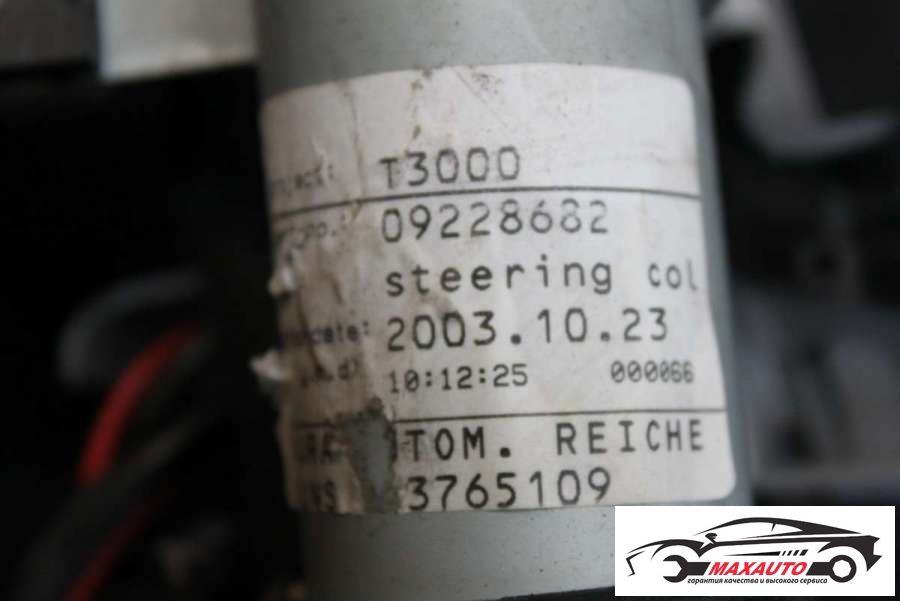 T3000
09228682
steering col
2003.10.23
10:12:25 000066
TOM. REICHE
3765109
MAXAUTO
гарантия качества и высокого сервиса